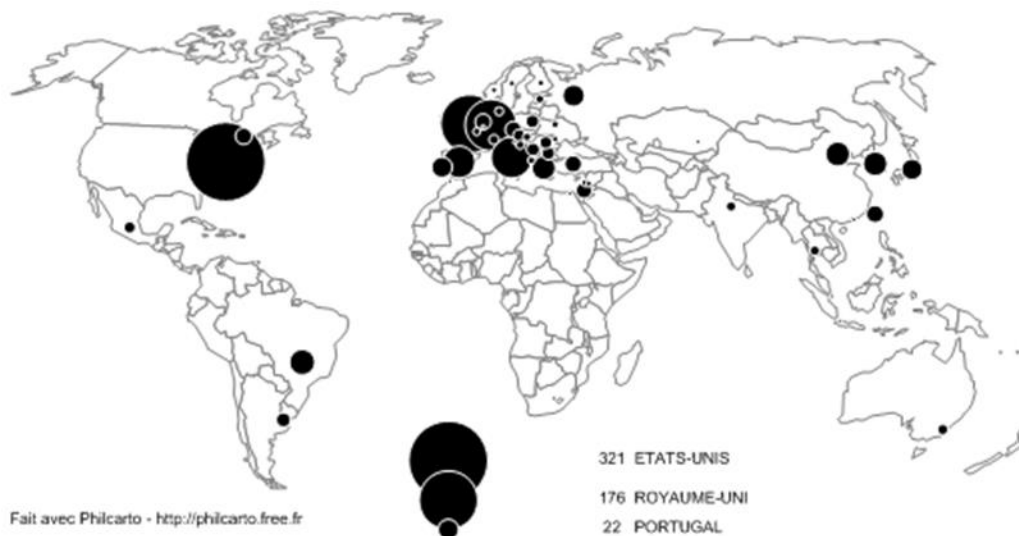 321 ETATS-UNIS
176 ROYAUME-UNI
22 PORTUGAL
Fait avec Philcarto - http://philcarto.free.fr